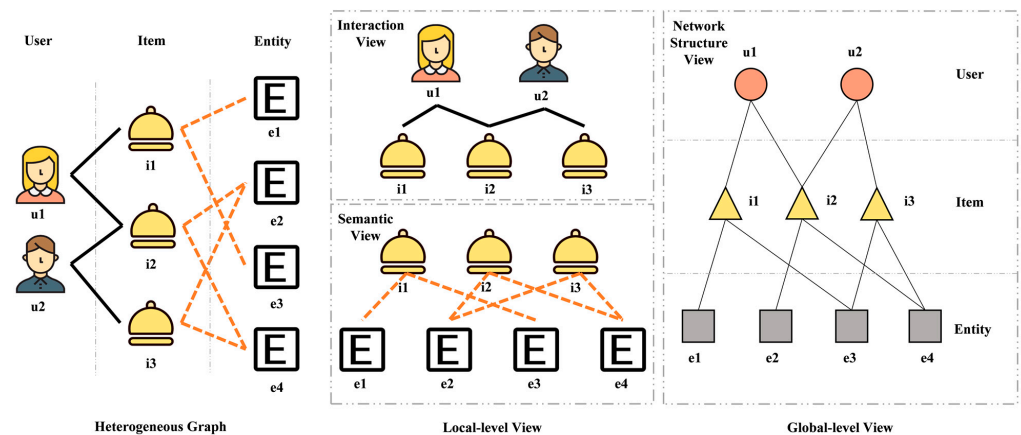 User
Item
Entity
E
e1
i1
E
e2
u1
i2
E
e3
u2
i3
E
e4
Heterogeneous Graph
Interaction
View
u1
u2
i1
i2
i3
Semantic
View
i1
i2
i3
E
E
E
E
e1
e2
e3
e4
Local-level View
Network
Structure View
u1
u2
User
i1
i2
i3
Item
Entity
e1
e2
e3
e4
Global-level View